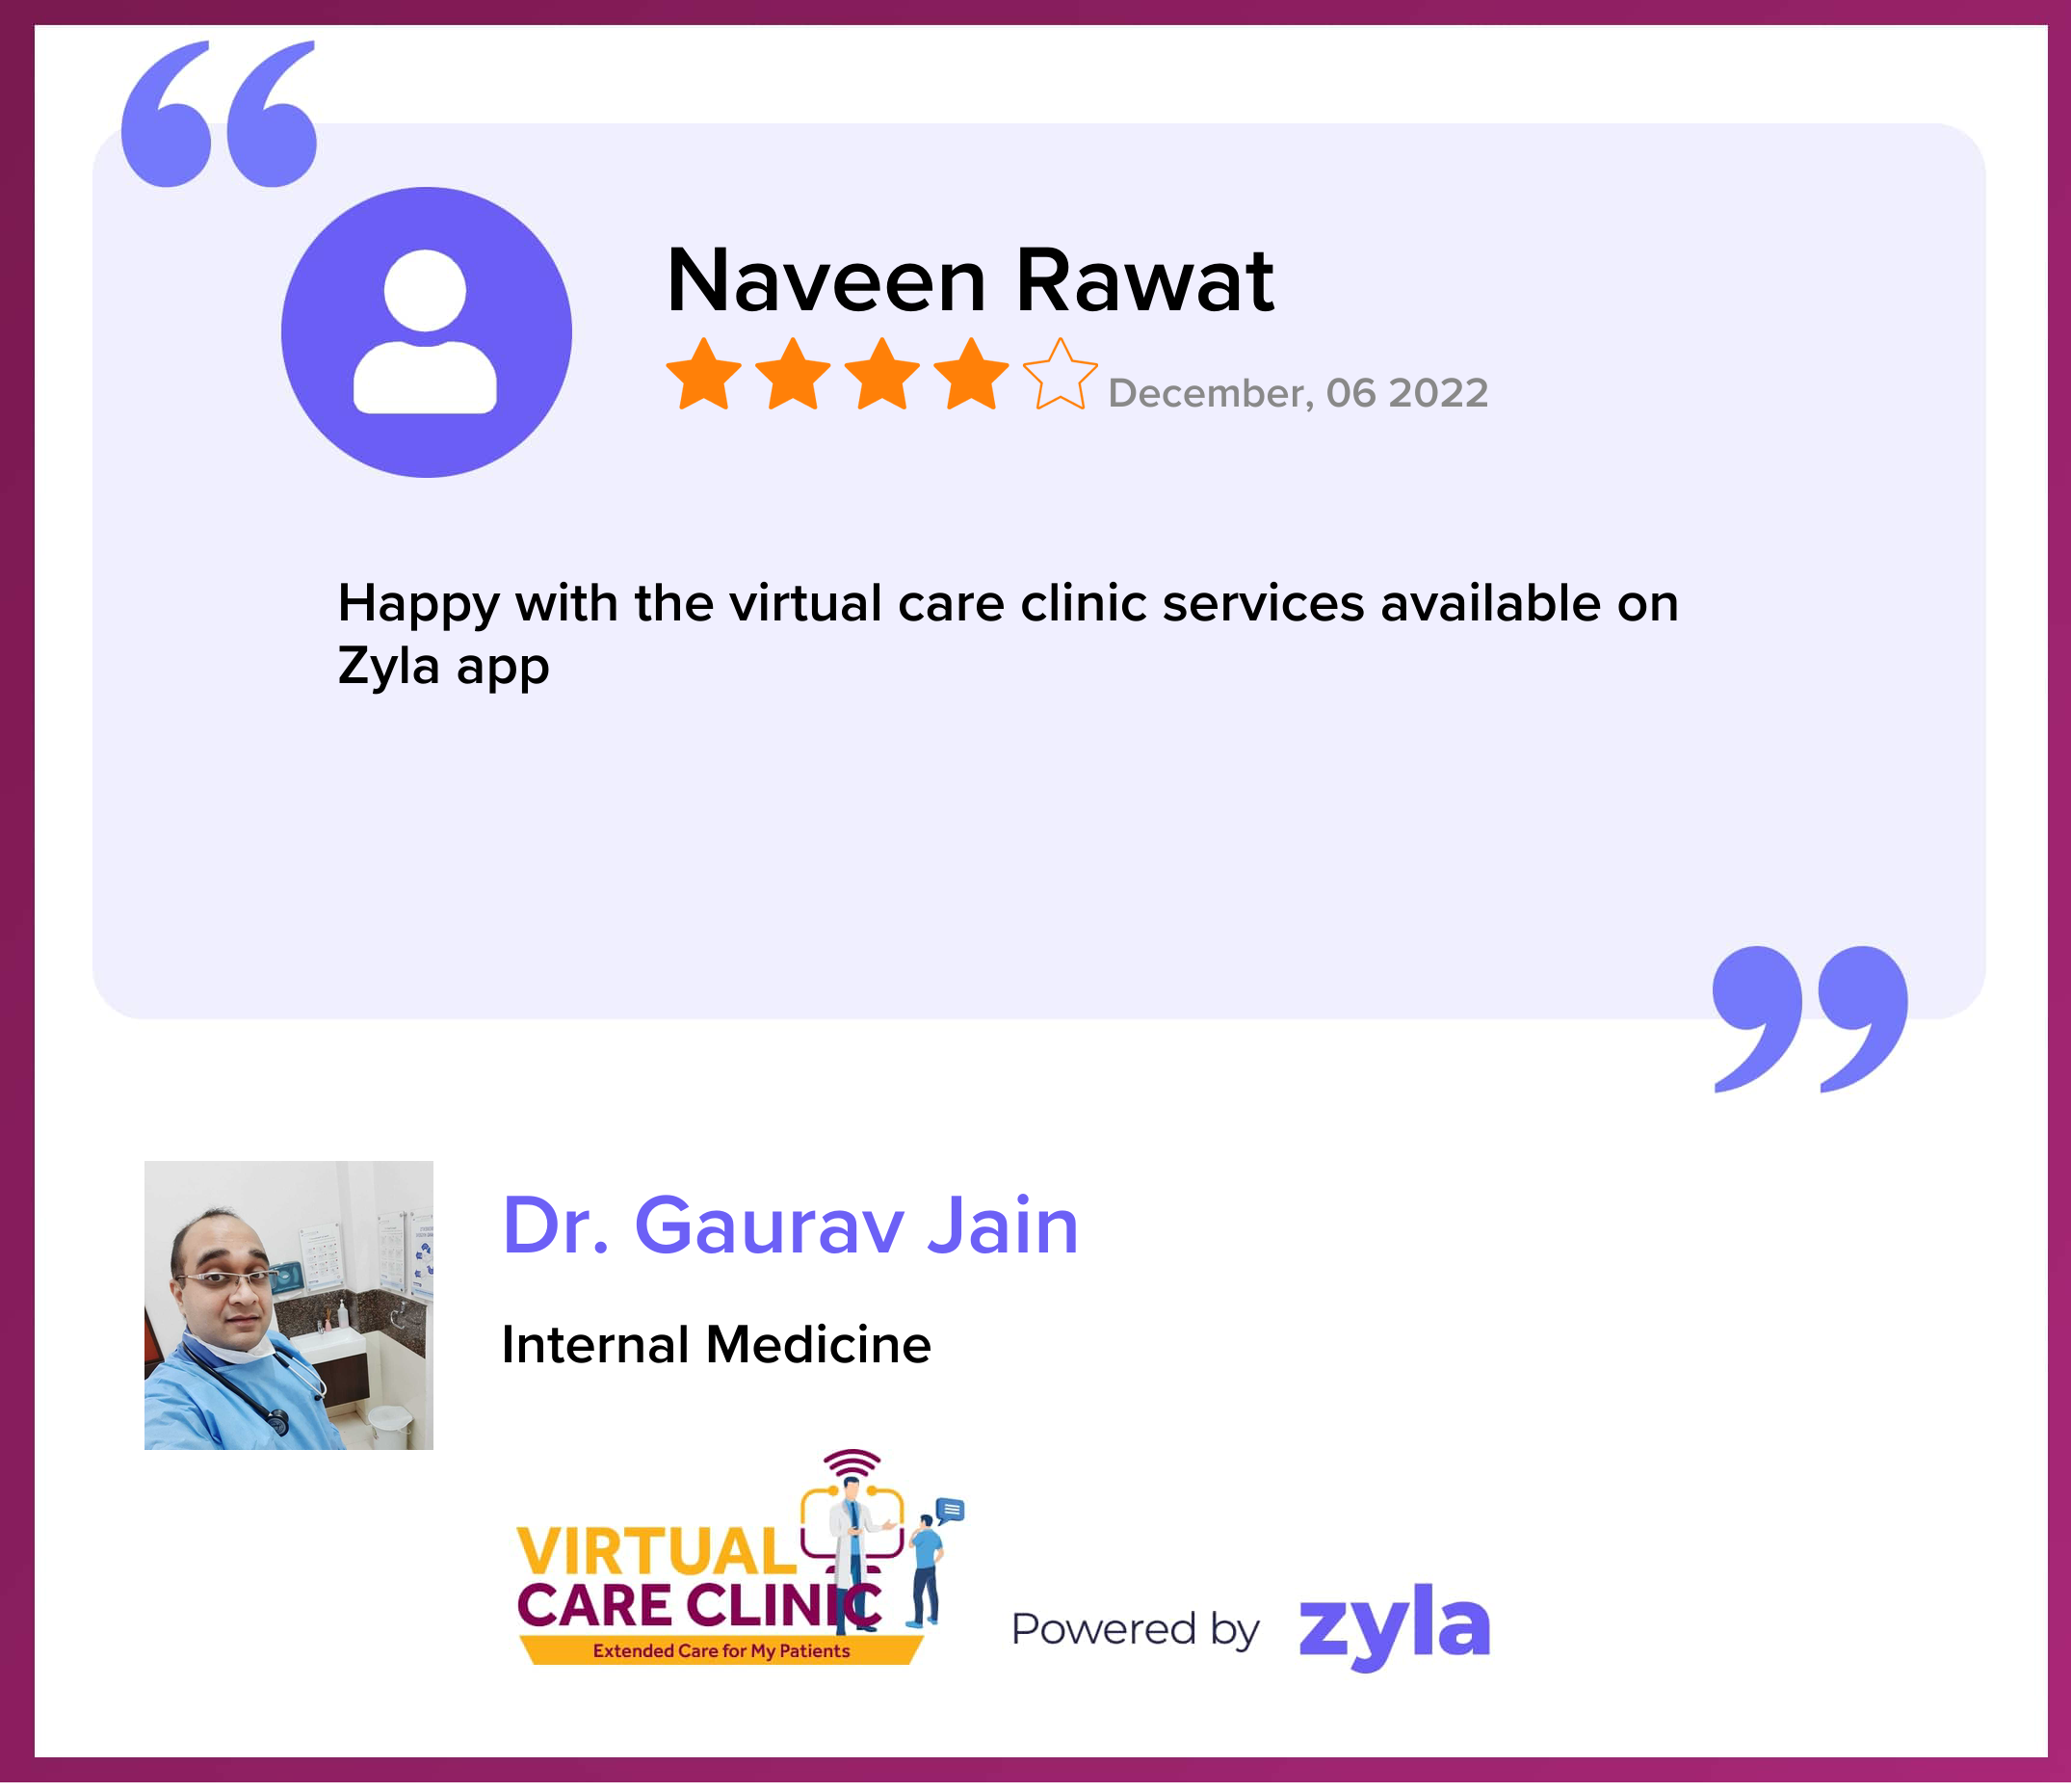 Naveen Rawat
December, 06 2022
Happy with the virtual care clinic services available on
Zyla app
Dr. Gaurav Jain
Internal Medicine
VIRTUAL
CARE CLINIC
Extended Care for My Patients
Powered by zyla